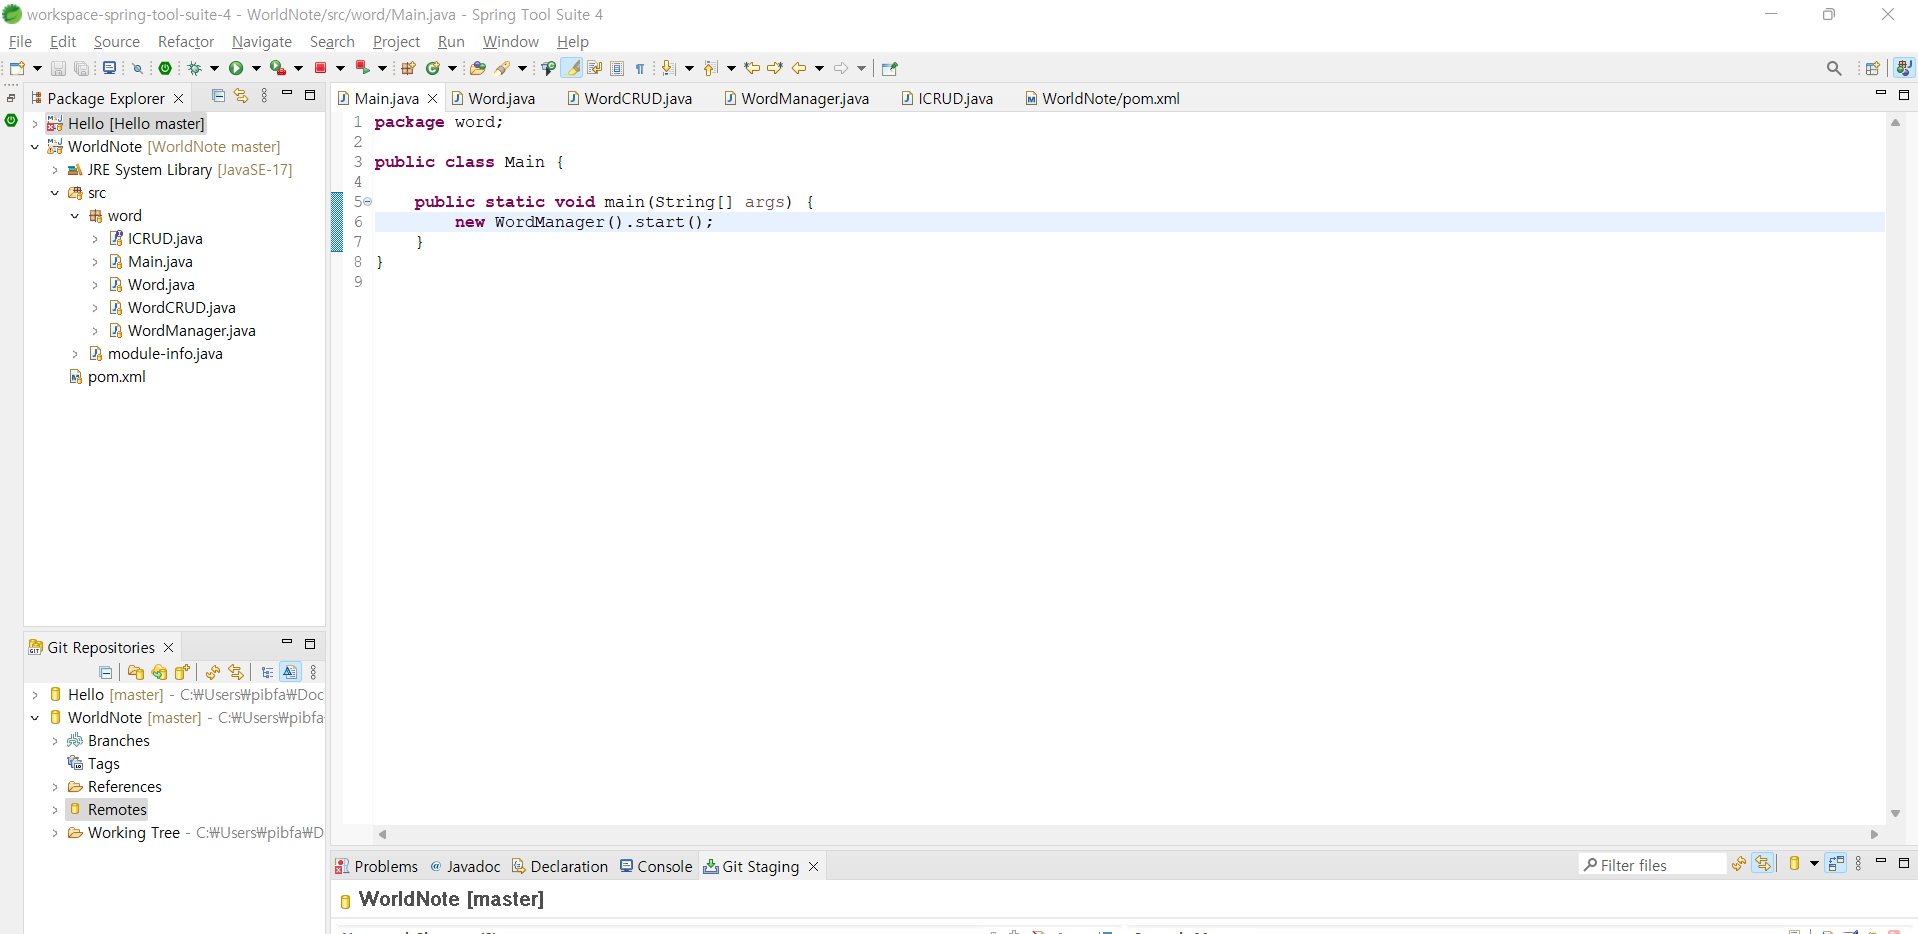 workspace-spring-tool-suite-4 - WorldNote/src/word/Main.java - Spring Tool Suite 4
File Edit Source Refactor Navigate Search Project Run Window Help
Package Explorer
Hello [Hello master]
WorldNote [WorldNote master]
JRE System Library [JavaSE-17]
src
word
ICRUD.java
Main.java
Word.java
WordCRUD.java
WordManager.java
module-info.java
pom.xml
Git Repositories
Hello [master] - C:₩Users₩pibfa₩Doc
WorldNote [master] - C:₩Users₩pibfa
Branches
Tags
References
Remotes
Working Tree - C:₩Users₩pibfa₩D
Main.java Word.java WordCRUD.java WordManager.java ICRUD.java WorldNote/pom.xml
1 package word;
2
3 public class Main {
4
5 public static void main(String[] args) {
6 new WordManager().start();
7 }
8 }
9
Problems @ Javadoc Declaration Console Git Staging Filter files
WorldNote [master]